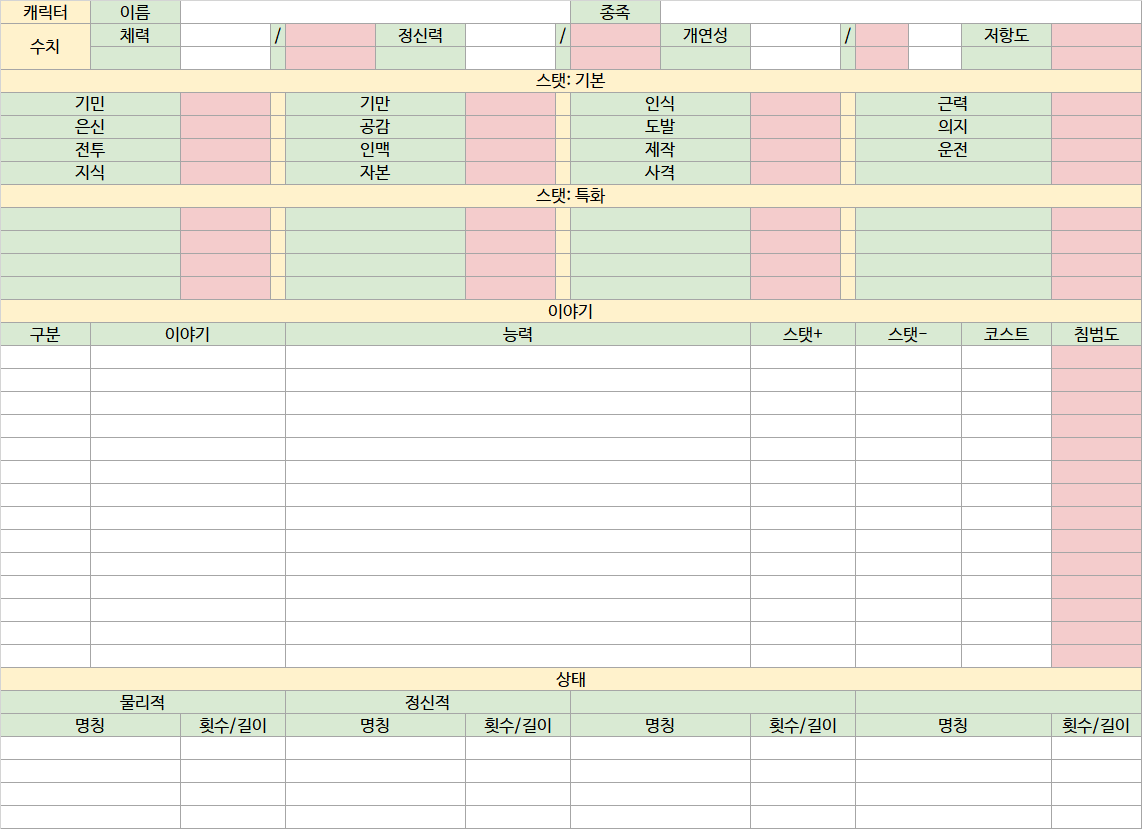 캐릭터 이름 종족
수치 체력 / 정신력 / 개연성 / 저항도
스탯: 기본
기민 기만 인식 근력
은신 공감 도발 의지
전투 인맥 제작 운전
지식 자본 사격
스탯: 특화
이야기
구분 이야기 능력 스탯+ 스탯- 코스트 침범도
상태
물리적 정신적
명칭 횟수/길이 명칭 횟수/길이 명칭 횟수/길이 명칭 횟수/길이